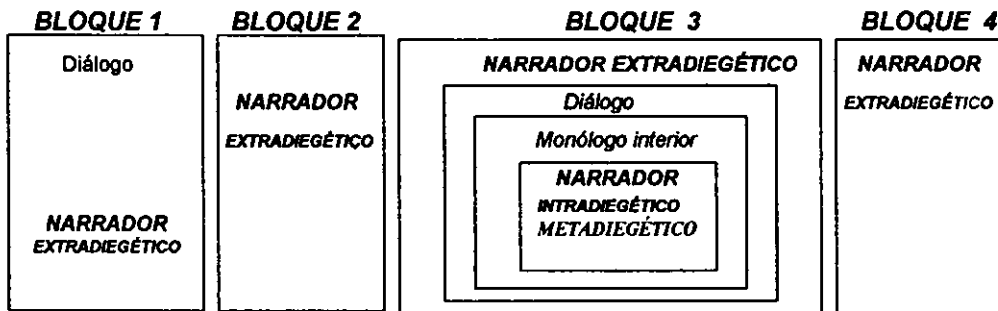 BLOQUE 1
Diálogo
NARRADOR
EXTRADIEGÉTICO
BLOQUE 2
NARRADOR
EXTRADIEGÉTICO
BLOQUE 3
NARRADOR EXTRADIEGÉTICO
Diálogo
Monólogo interior
NARRADOR
INTRADIEGÉTICO
METADIEGÉTICO
BLOQUE 4
NARRADOR
EXTRADIEGÉTICO